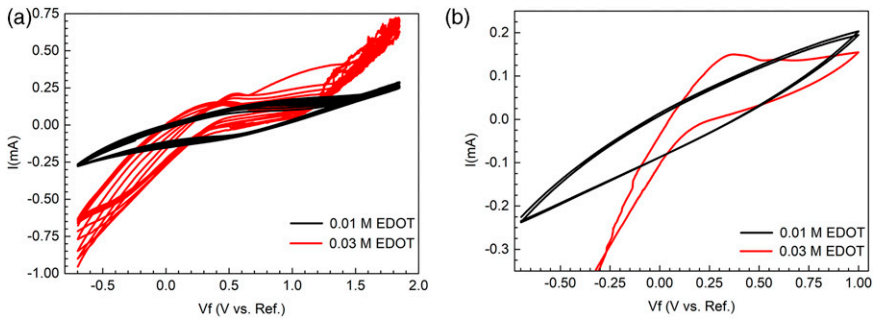 (a)
0.75
0.50
0.25
0.00
-0.25
-0.50
-0.75
-1.00
I(mA)
-0.5 0.0 0.5 1.0 1.5 2.0
Vf (V vs. Ref.)
0.01 M EDOT
0.03 M EDOT
(b)
0.2
0.1
0.0
-0.1
-0.2
-0.3
I(mA)
-0.50 -0.25 0.00 0.25 0.50 0.75 1.00
Vf (V vs. Ref.)
0.01 M EDOT
0.03 M EDOT